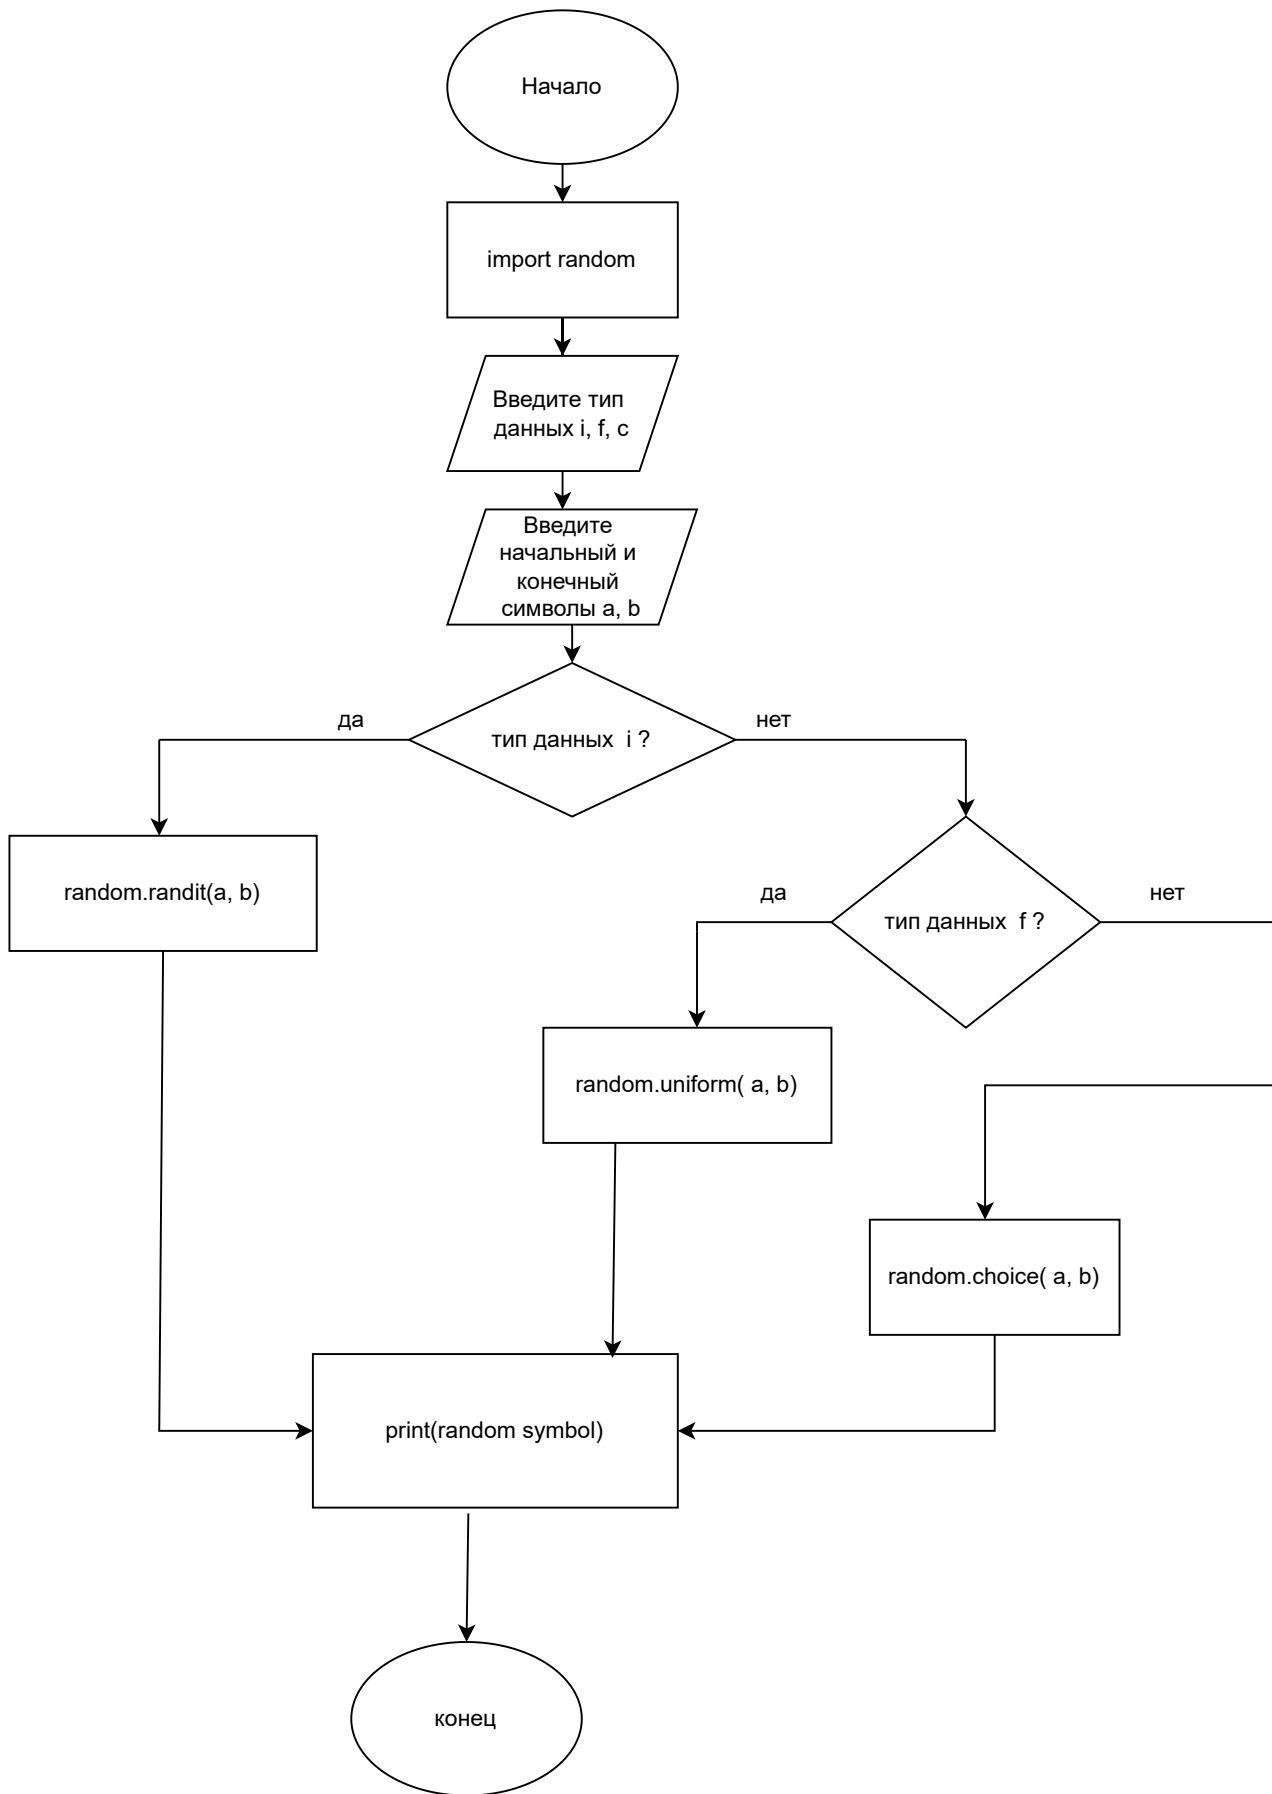 Начало
import random
Введите тип
данных i, f, c
Введите
начальный и
конечный
символы a, b
да
нет
тип данных i ?
random.randit(a, b)
да
нет
тип данных f ?
random.uniform( a, b)
random.choice( a, b)
print(random symbol)
конец